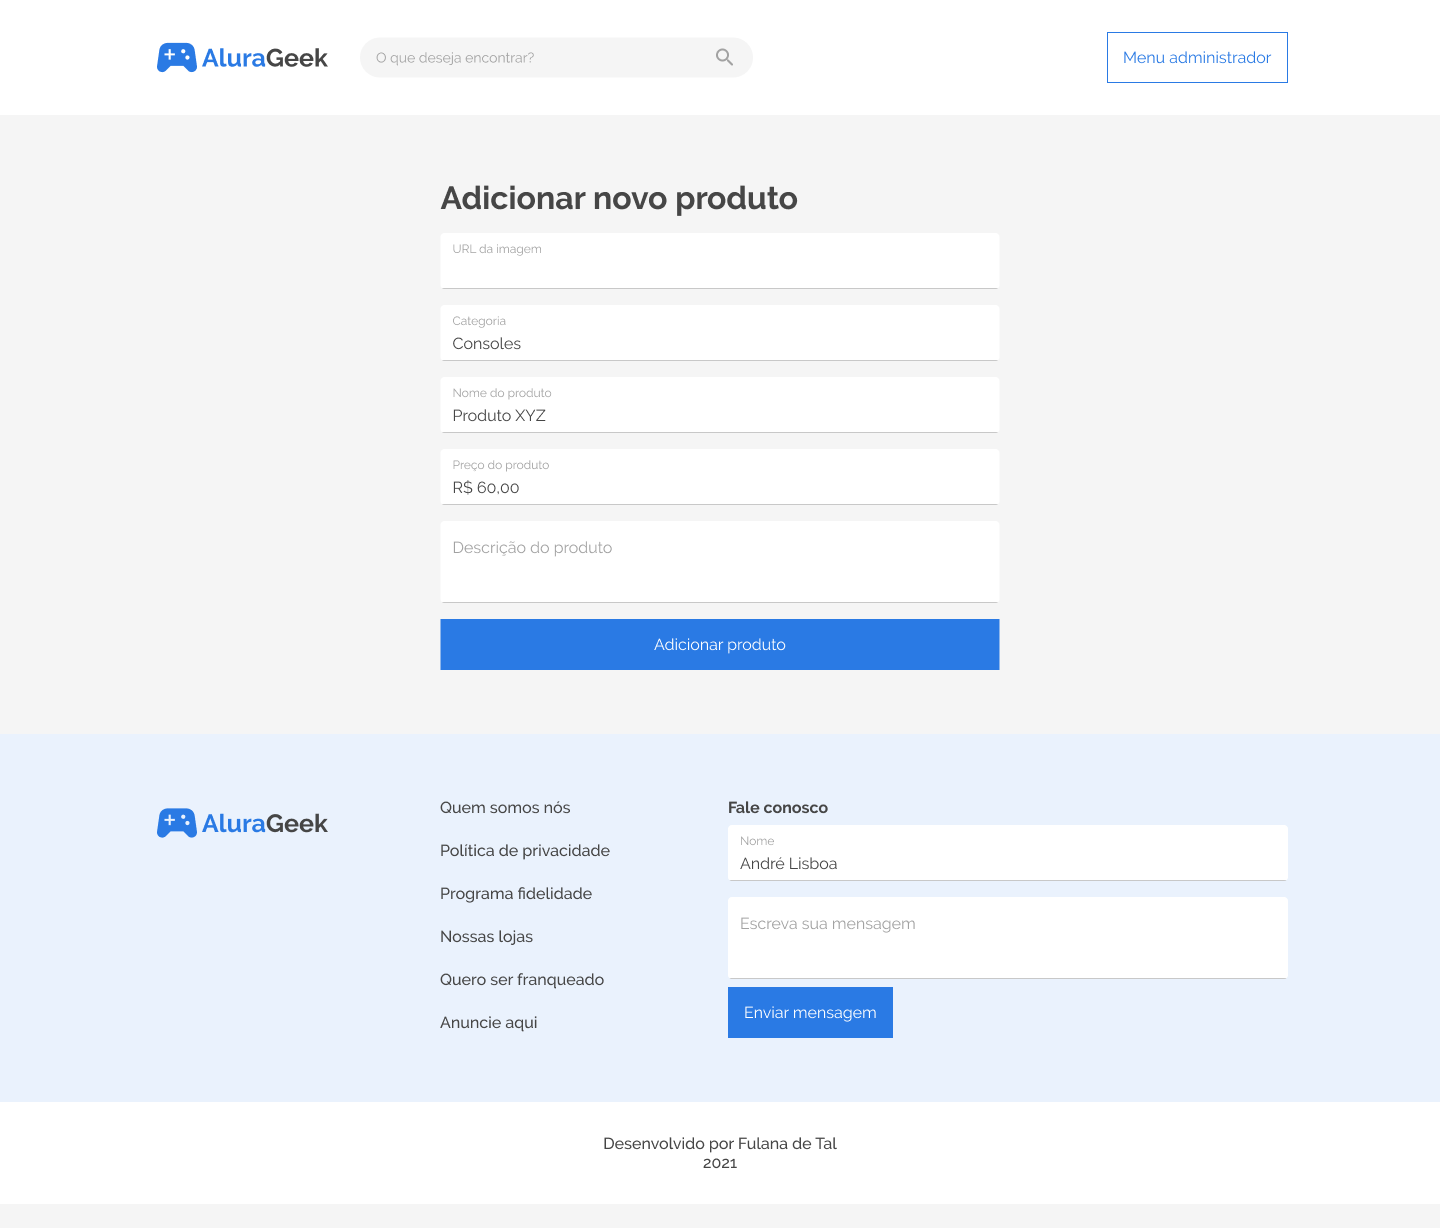 AluraGeek
O que deseja encontrar?
Menu administrador
Adicionar novo produto
URL da imagem
Categoria
Consoles
Nome do produto
Produto XYZ
Preço do produto
R$ 60,00
Descrição do produto
Adicionar produto
AluraGeek
Quem somos nós
Política de privacidade
Programa fidelidade
Nossas lojas
Quero ser franqueado
Anuncie aqui
Fale conosco
Nome
André Lisboa
Escreva sua mensagem
Enviar mensagem
Desenvolvido por Fulana de Tal
2021